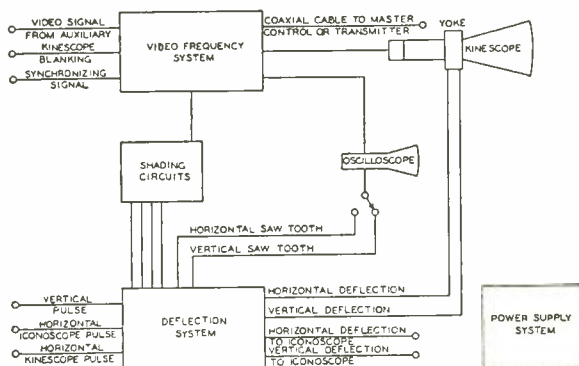 VIDEO SIGNAL
FROM AUXILIARY
KINESCOPE
BLANKING
SYNCHRONIZING
SIGNAL
VIDEO FREQUENCY
SYSTEM
COAXIAL CABLE TO MASTER
CONTROL OR TRANSMITTER
YOKE
KINESCOPE
SHADING
CIRCUITS
OSCILLOSCOPE
HORIZONTAL SAW TOOTH
VERTICAL SAW TOOTH
VERTICAL
PULSE
HORIZONTAL
ICONOSCOPE PULSE
HORIZONTAL
KINESCOPE PULSE
DEFLECTION
SYSTEM
HORIZONTAL DEFLECTION
VERTICAL DEFLECTION
HORIZONTAL DEFLECTION
TO ICONOSCOPE
VERTICAL DEFLECTION
TO ICONOSCOPE
POWER SUPPLY
SYSTEM